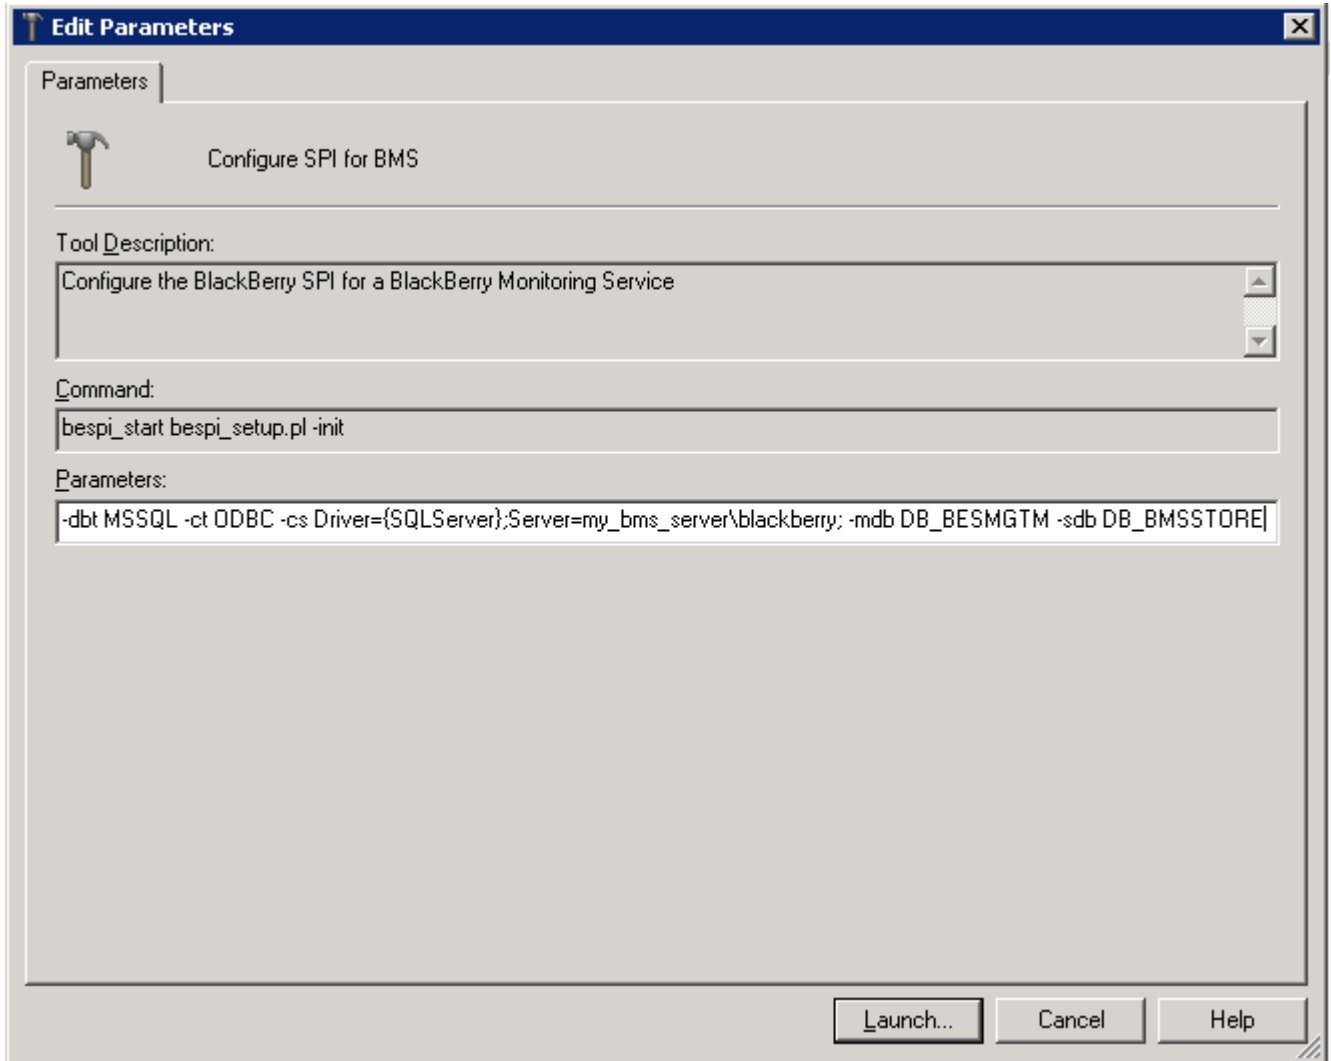 Edit Parameters
Parameters
Configure SPI for BMS
Tool Description:
Configure the BlackBerry SPI for a BlackBerry Monitoring Service
Command:
bespi_start bespi_setup.pl -init
Parameters:
-dbt MSSQL -ct ODBC -cs Driver={SQLServer};Server=my_bms_server\blackberry; -mdb DB_BESMGTM -sdb DB_BMSSTORE
Launch... Cancel Help